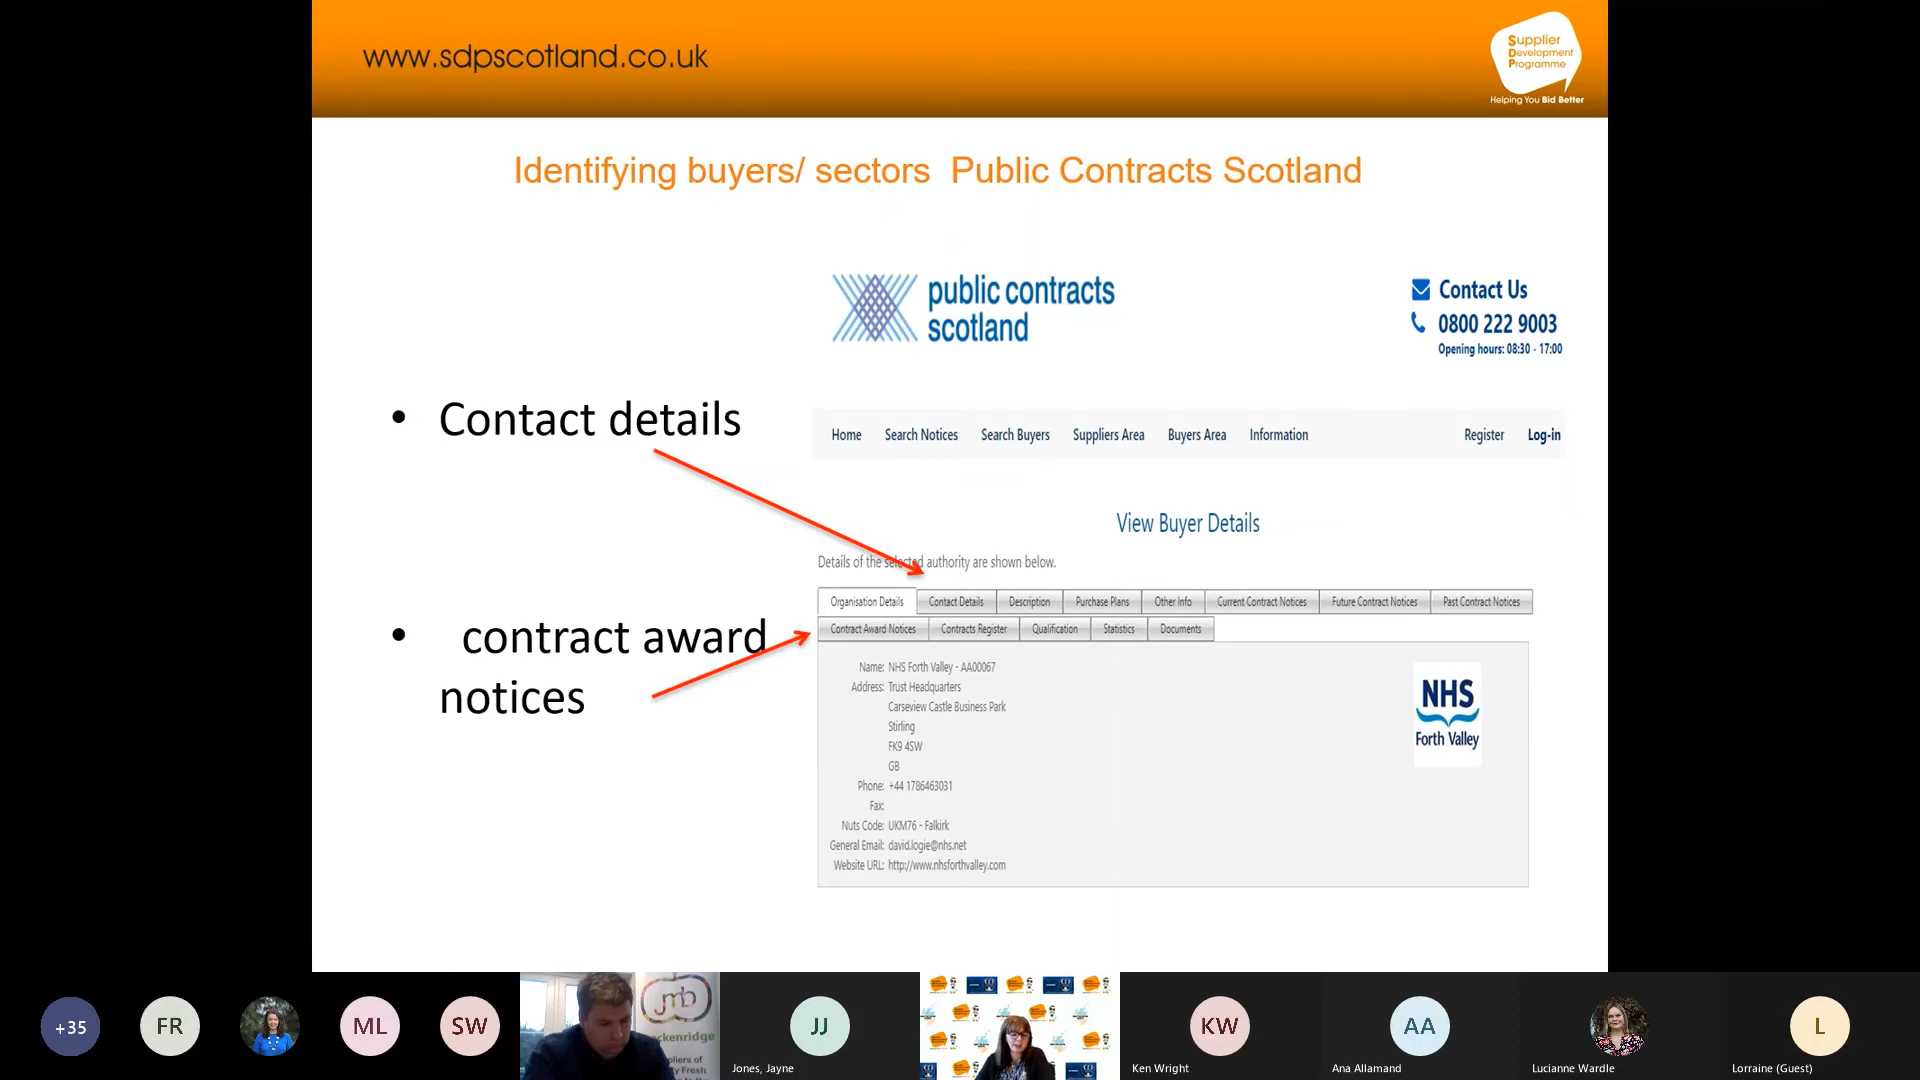 www.sdpscotland.co.uk
Supplier
Development
Programme
Helping You Bid Better
Identifying buyers/ sectors Public Contracts Scotland
public contracts
scotland
Contact Us
0800 222 9003
Opening hours: 08:30 - 17:00
• Contact details
Home Search Notices Search Buyers Suppliers Area Buyers Area Information Register Log-in
View Buyer Details
Details of the selected authority are shown below.
Organisation Details Contact Details Description Purchase Plans Other Info Current Contract Notices Future Contract Notices Past Contract Notices
Contract Award Notices Contracts Register Qualification Statistics Documents
• contract award
notices
Name: NHS Forth Valley - AA00067
Address: Trust Headquarters
Carseview Castle Business Park
Stirling
FK9 4SW
GB
Phone: +44 1786463031
Fax:
Nuts Code: UKM76 - Falkirk
General Email: david.logie@nhs.net
Website URL: http://www.nhsforthvalley.com
NHS
Forth Valley
+35
FR
ML
SW
jmb
ckenridge
pliers of
y Fresh
JJ
Jones, Jayne
KW
Ken Wright
AA
Ana Allamand
Lucianne Wardle
L
Lorraine (Guest)